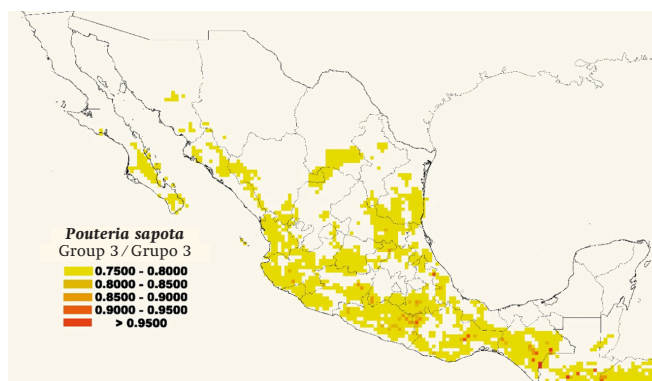 Pouteria sapota
Group 3 / Grupo 3
0.7500 - 0.8000
0.8000 - 0.8500
0.8500 - 0.9000
0.9000 - 0.9500
> 0.9500